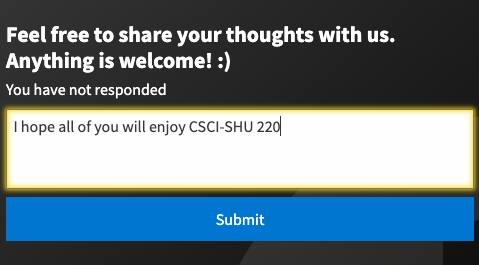 Feel free to share your thoughts with us.
Anything is welcome! :)
You have not responded
I hope all of you will enjoy CSCI-SHU 220
Submit